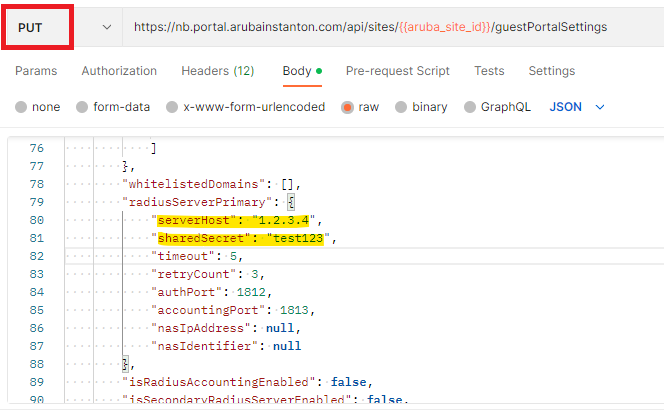 PUT https://nb.portal.arubainstanton.com/api/sites/{{aruba_site_id}}/guestPortalSettings
Params Authorization Headers (12) Body Pre-request Script Tests Settings
none form-data x-www-form-urlencoded raw binary GraphQL JSON
76 ]
77 },
78 "whitelistedDomains": [],
79 "radiusServerPrimary": {
80 "serverHost": "1.2.3.4",
81 "sharedSecret": "test123",
82 "timeout": 5,
83 "retryCount": 3,
84 "authPort": 1812,
85 "accountingPort": 1813,
86 "nasIpAddress": null,
87 "nasIdentifier": null
88 },
89 "isRadiusAccountingEnabled": false,
90 "isSecondaryRadiusServerEnabled": false,